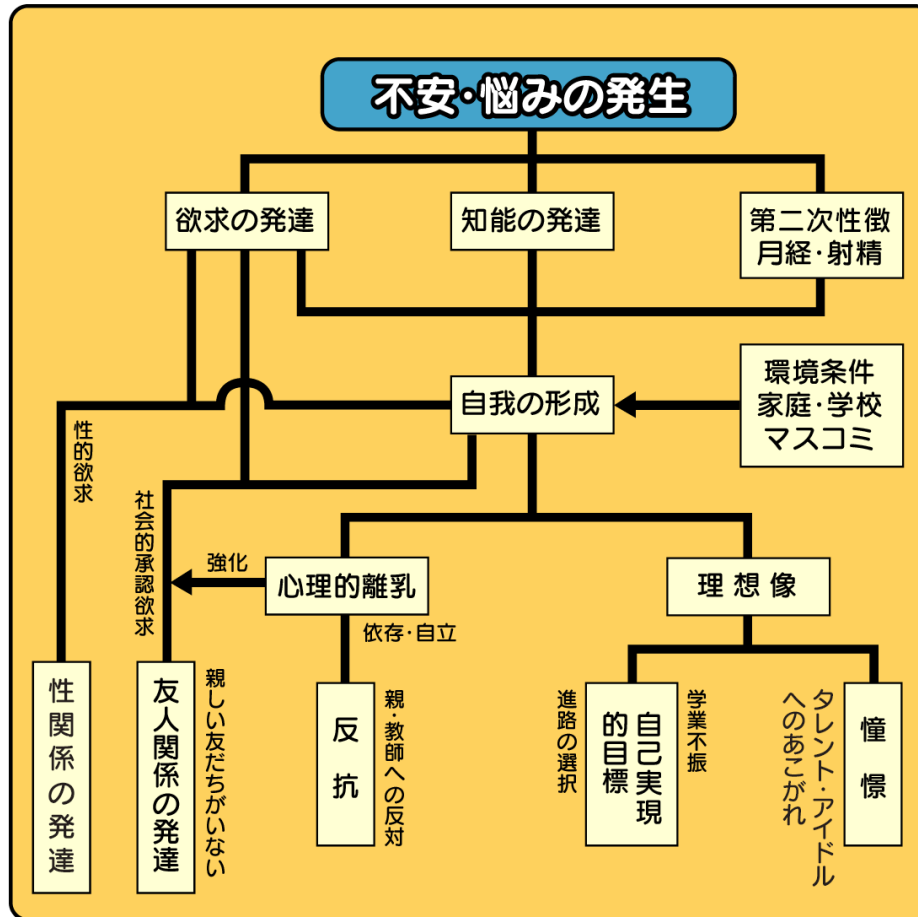 不安・悩みの発生
欲求の発達
知能の発達
第二次性徴
月経・射精
自我の形成
環境条件
家庭・学校
マスコミ
性的欲求
社会的承認欲求
強化
心理的離乳
依存・自立
理想像
性関係の発達
友人関係の発達
親しい友だちがいない
反抗
親・教師への反対
進路の選択
自己実現
的目標
学業不振
タレント・アイドル
へのあこがれ
憧憬